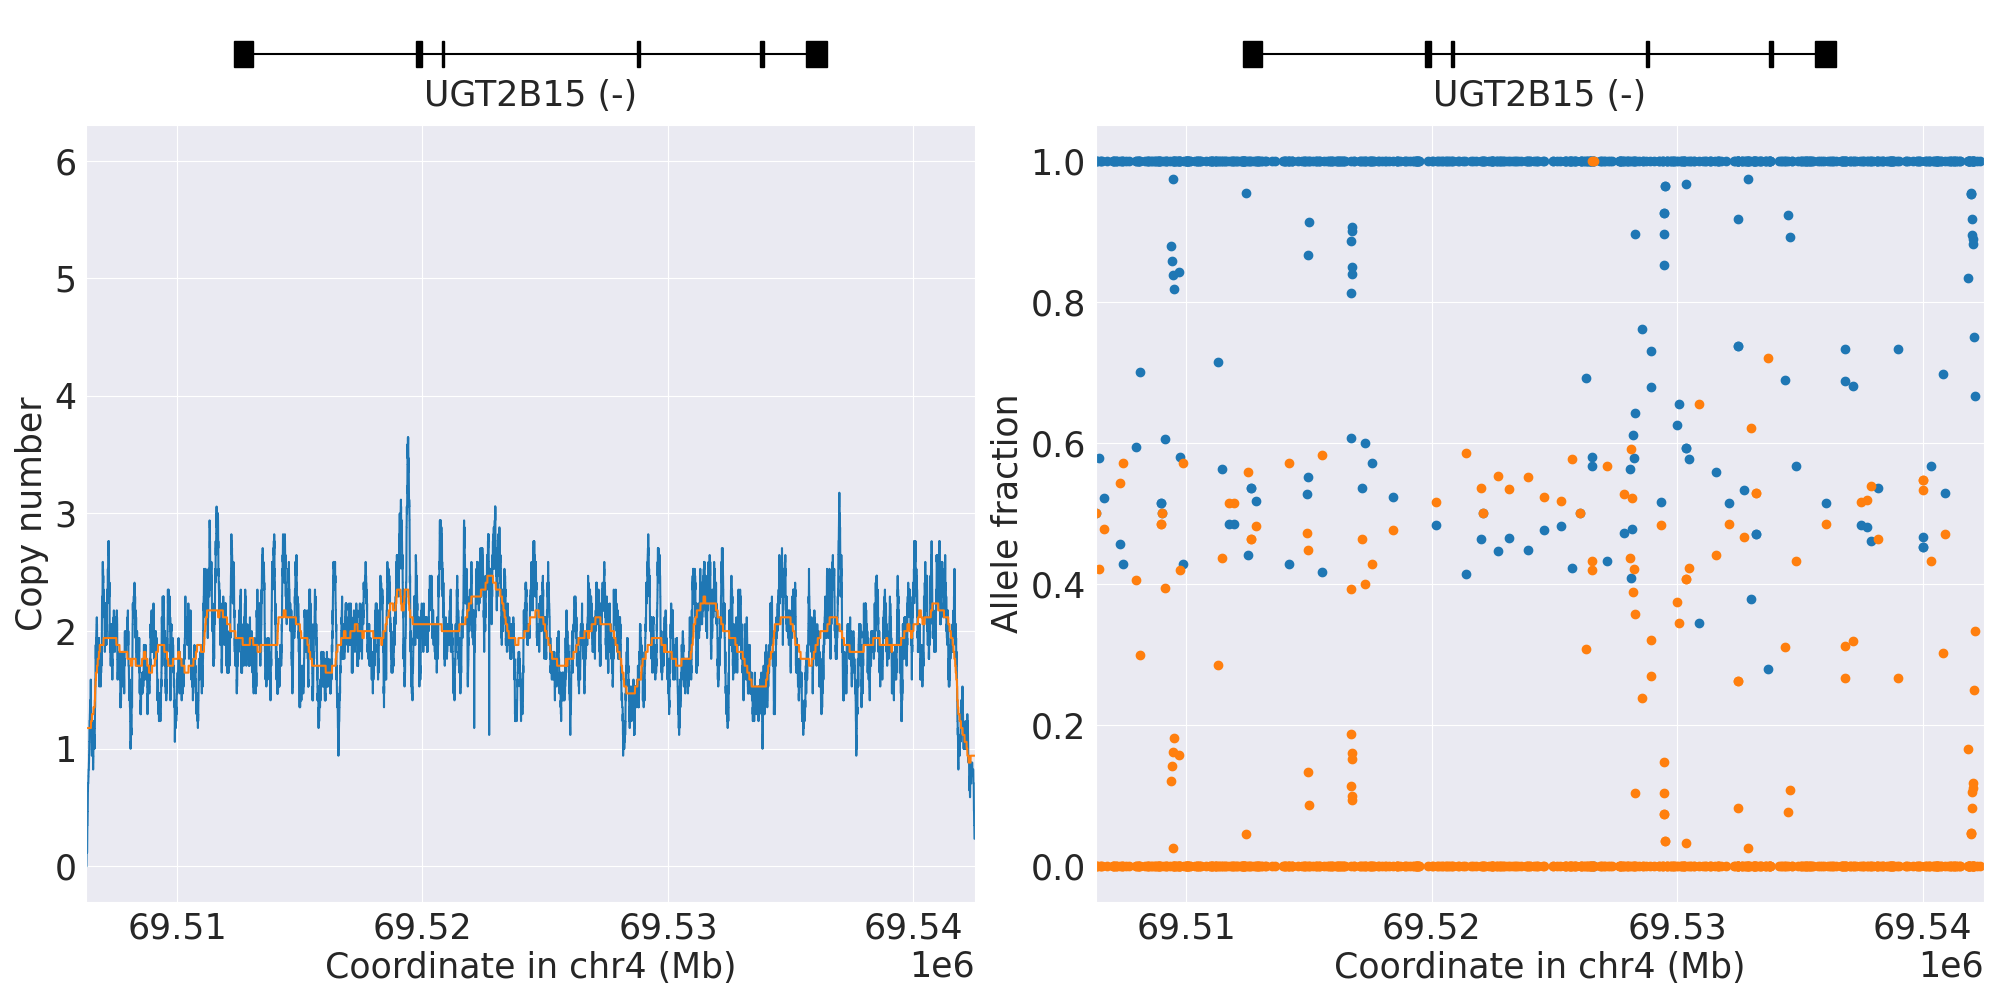 UGT2B15 (-)
6
5
4
3
2
1
0
Copy number
69.51 69.52 69.53 69.54
Coordinate in chr4 (Mb)
1e6
UGT2B15 (-)
1.0
0.8
0.6
0.4
0.2
0.0
Allele fraction
69.51 69.52 69.53 69.54
Coordinate in chr4 (Mb)
1e6